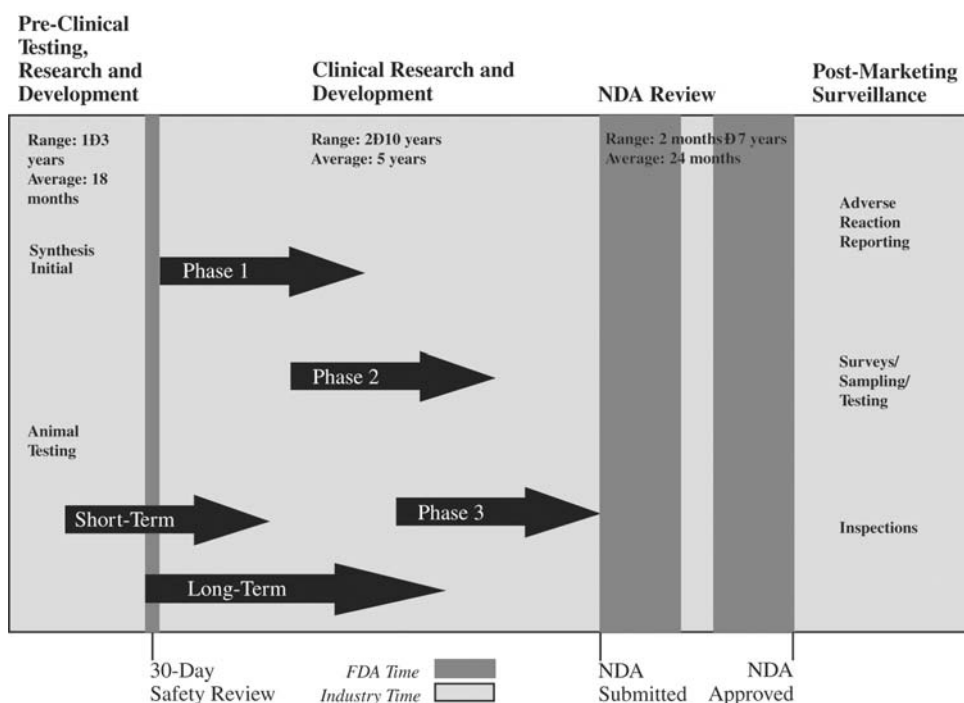 Pre-Clinical
Testing,
Research and
Development
Clinical Research and
Development
NDA Review
Post-Marketing
Surveillance
Range: 1Đ3
years
Average: 18
months
Range: 2Đ10 years
Average: 5 years
Range: 2 months Đ 7 years
Average: 24 months
Synthesis
Initial
Phase 1
Adverse
Reaction
Reporting
Phase 2
Surveys/
Sampling/
Testing
Animal
Testing
Short-Term
Phase 3
Inspections
Long-Term
30-Day
Safety Review
FDA Time
Industry Time
NDA
Submitted
NDA
Approved